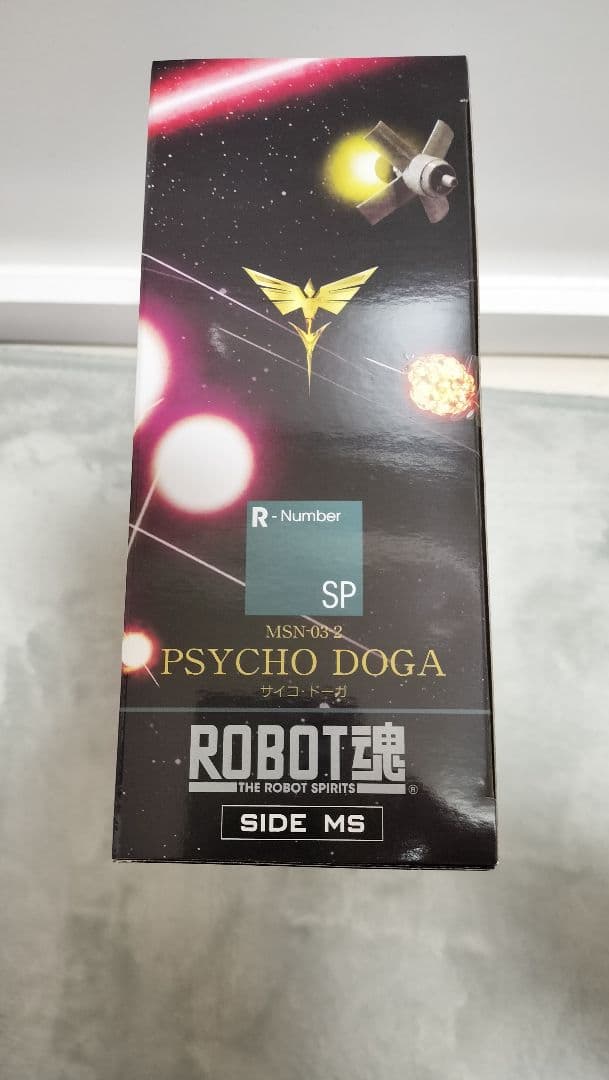 R - Number
SP
MSN-03-2
PSYCHO DOGA
サイコ・ドーガ
ROBOT魂
THE ROBOT SPIRITS
®
SIDE MS